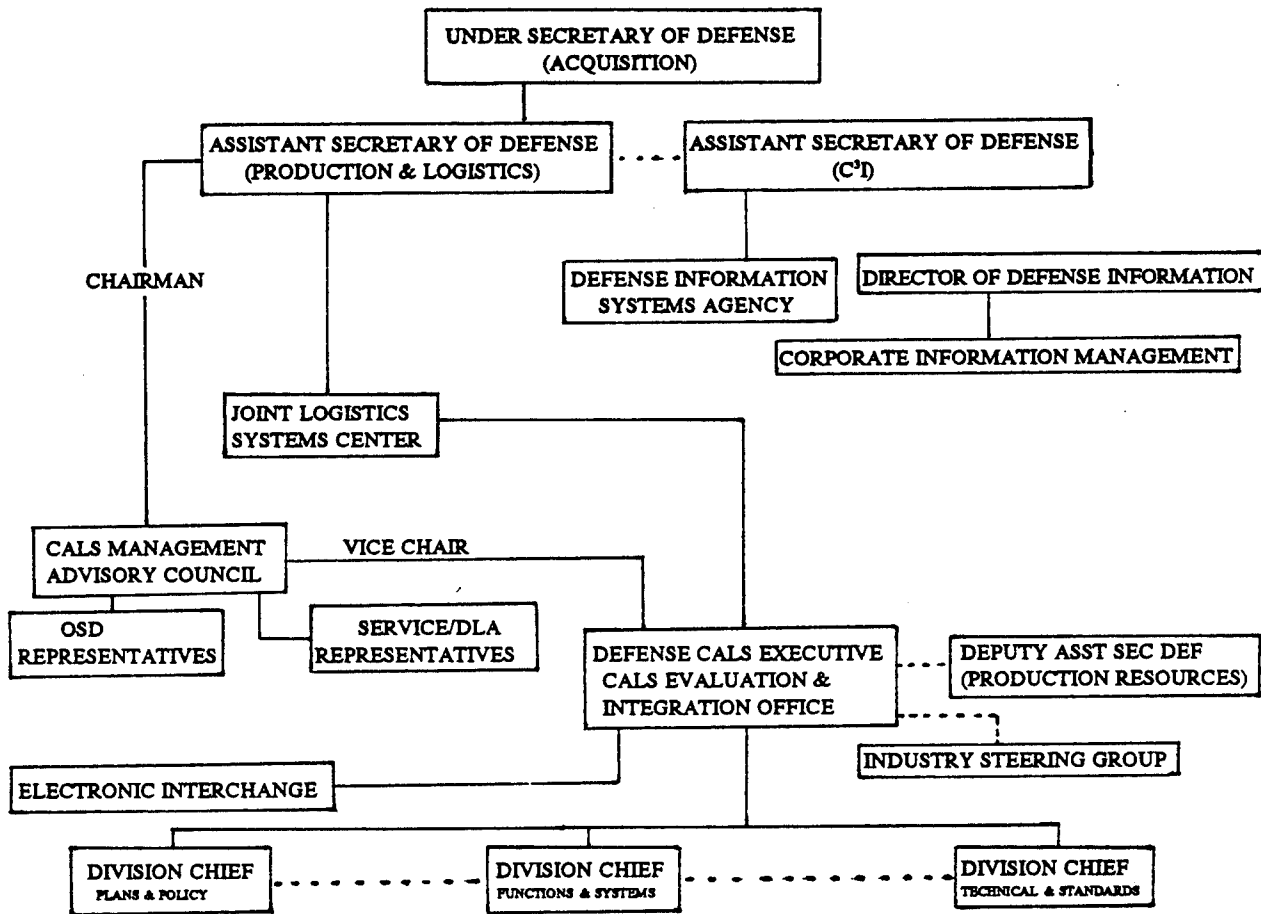 UNDER SECRETARY OF DEFENSE
(ACQUISITION)
ASSISTANT SECRETARY OF DEFENSE
(PRODUCTION & LOGISTICS)
ASSISTANT SECRETARY OF DEFENSE
(C³I)
CHAIRMAN
DEFENSE INFORMATION
SYSTEMS AGENCY
DIRECTOR OF DEFENSE INFORMATION
CORPORATE INFORMATION MANAGEMENT
JOINT LOGISTICS
SYSTEMS CENTER
CALS MANAGEMENT
ADVISORY COUNCIL
VICE CHAIR
OSD
REPRESENTATIVES
SERVICE/DLA
REPRESENTATIVES
DEFENSE CALS EXECUTIVE
CALS EVALUATION &
INTEGRATION OFFICE
DEPUTY ASST SEC DEF
(PRODUCTION RESOURCES)
INDUSTRY STEERING GROUP
ELECTRONIC INTERCHANGE
DIVISION CHIEF
PLANS & POLICY
DIVISION CHIEF
FUNCTIONS & SYSTEMS
DIVISION CHIEF
TECHNICAL & STANDARDS